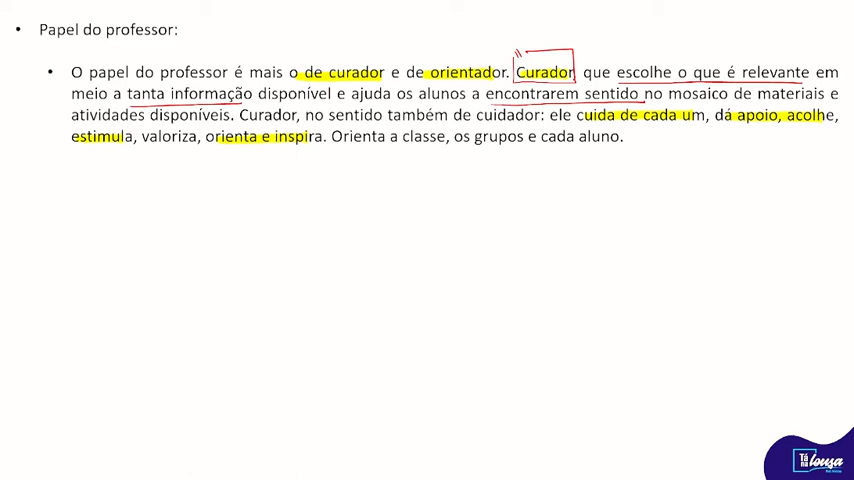 Papel do professor:
O papel do professor é mais o de curador e de orientador. Curador, que escolhe o que é relevante em
meio a tanta informação disponível e ajuda os alunos a encontrarem sentido no mosaico de materiais e
atividades disponíveis. Curador, no sentido também de cuidador: ele cuida de cada um, dá apoio, acolhe,
estimula, valoriza, orienta e inspira. Orienta a classe, os grupos e cada aluno.
Tá
na lousa